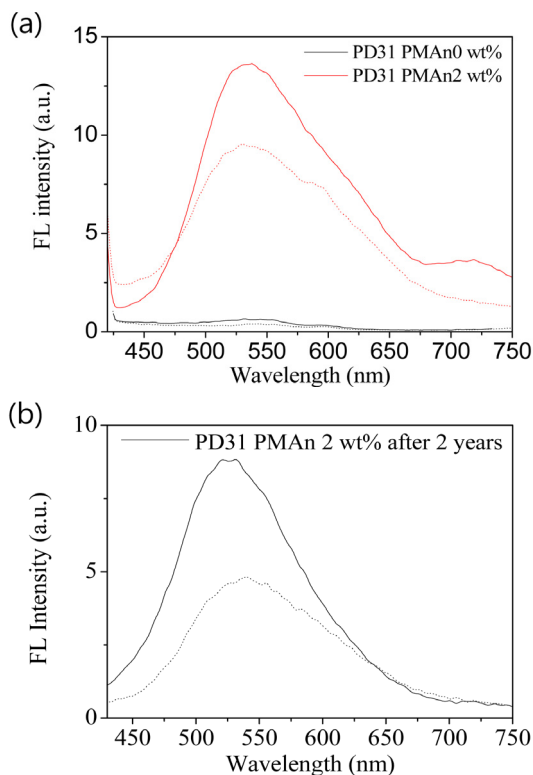 (a)
PD31 PMAn0 wt%
PD31 PMAn2 wt%
15
10
5
0
FL intensity (a.u.)
450 500 550 600 650 700 750
Wavelength (nm)
(b)
PD31 PMAn 2 wt% after 2 years
10
5
0
FL Intensity (a.u.)
450 500 550 600 650 700 750
Wavelength (nm)